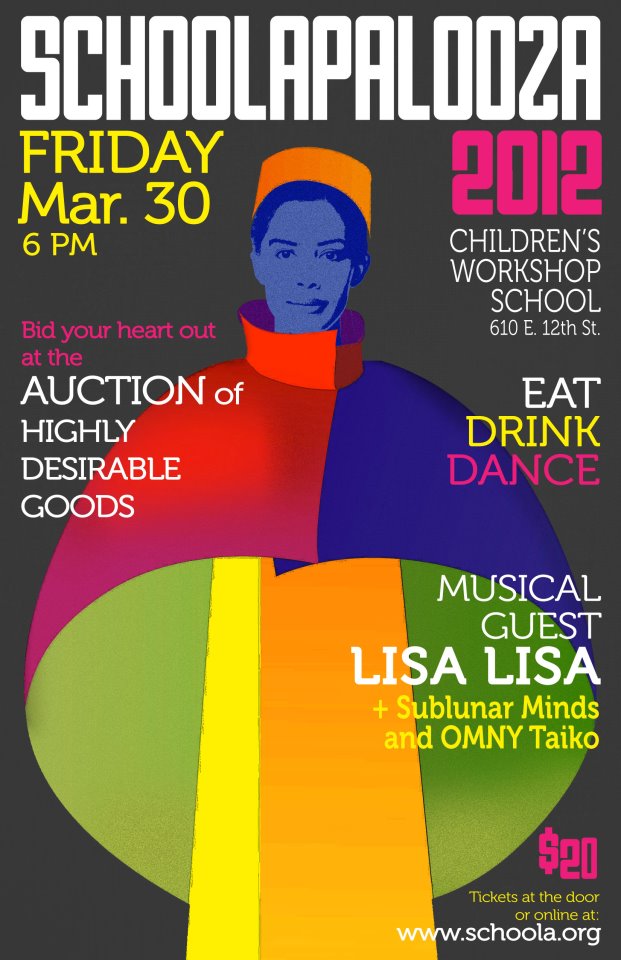 SCHOOLAPALOOZA
FRIDAY
Mar. 30
6 PM
2012
CHILDREN'S
WORKSHOP
SCHOOL
610 E. 12th St.
Bid your heart out
at the
AUCTION of
HIGHLY
DESIRABLE
GOODS
EAT
DRINK
DANCE
MUSICAL
GUEST
LISA LISA
+ Sublunar Minds
and OMNY Taiko
$20
Tickets at the door
or online at:
www.schoola.org